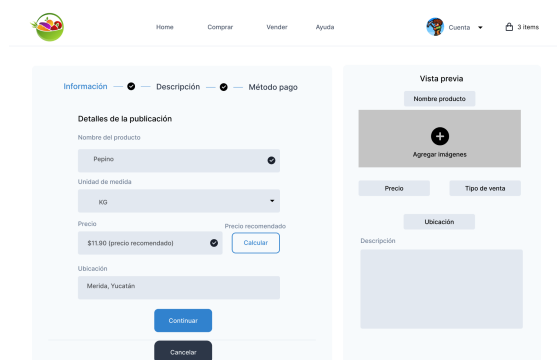 Home Comprar Vender Ayuda Cuenta 3 items
Información Descripción Método pago
Detalles de la publicación
Nombre del producto
Pepino
Unidad de medida
KG
Precio Precio recomendado
$11.90 (precio recomendado) Calcular
Ubicación
Merida, Yucatán
Continuar
Cancelar
Vista previa
Nombre producto
Agregar imágenes
Precio Tipo de venta
Ubicación
Descripción